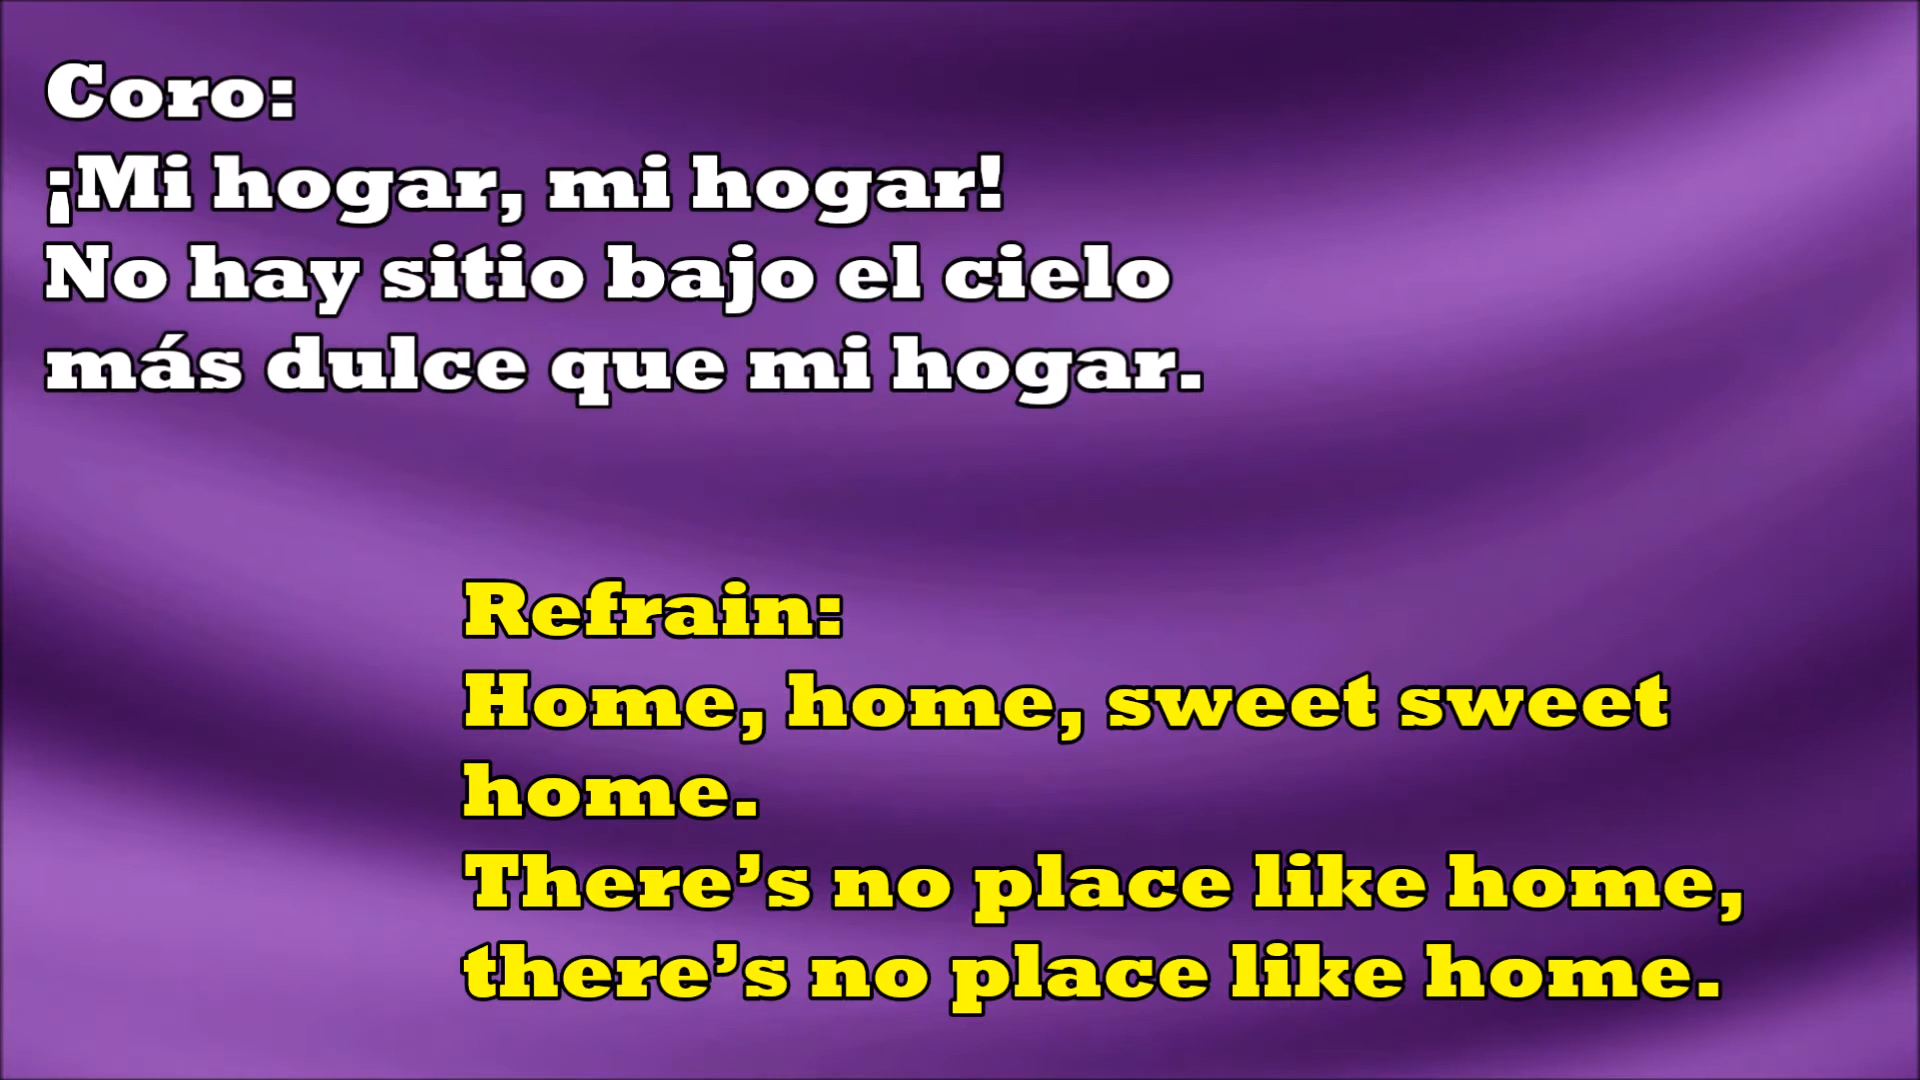 Coro:
¡Mi hogar, mi hogar!
No hay sitio bajo el cielo
más dulce que mi hogar.
Refrain:
Home, home, sweet sweet
home.
There’s no place like home,
there’s no place like home.